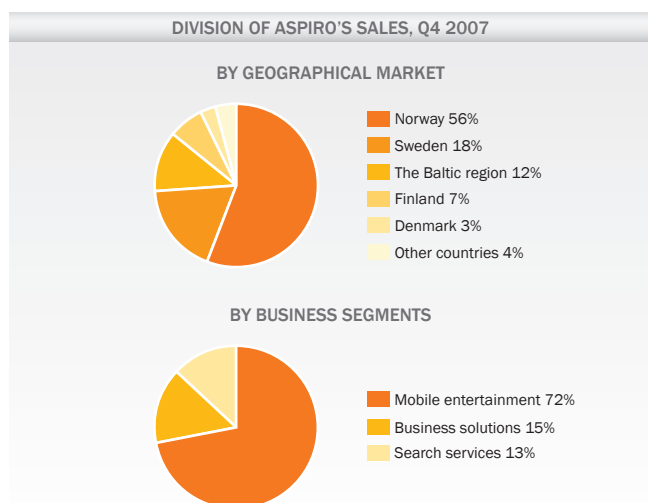 DIVISION OF ASPIRO'S SALES, Q4 2007
BY GEOGRAPHICAL MARKET
Norway 56%
Sweden 18%
The Baltic region 12%
Finland 7%
Denmark 3%
Other countries 4%
BY BUSINESS SEGMENTS
Mobile entertainment 72%
Business solutions 15%
Search services 13%